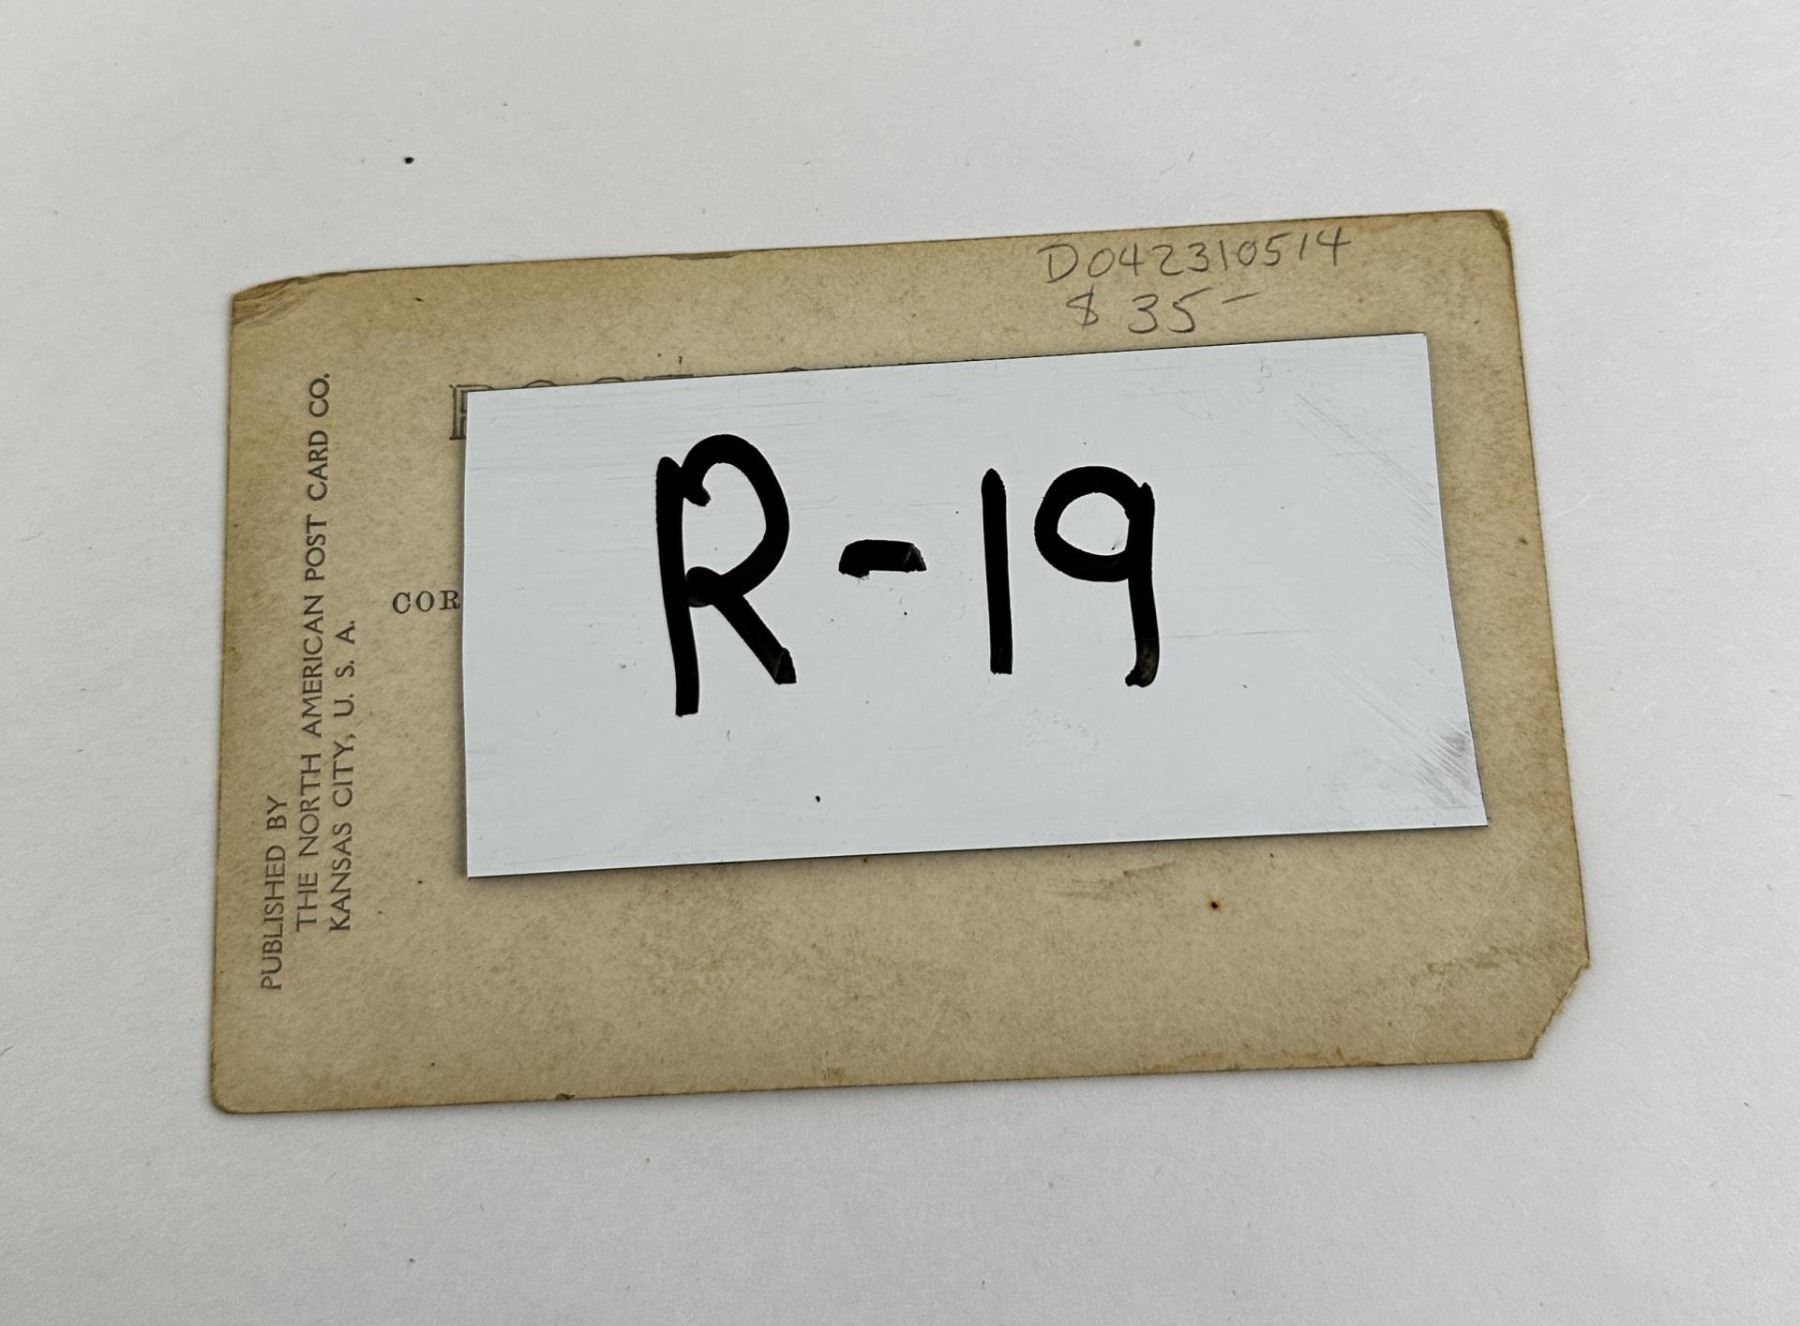 D042310514
$ 35-
PUBLISHED BY
THE NORTH AMERICAN POST CARD CO.
KANSAS CITY, U. S. A.
COR
R-19